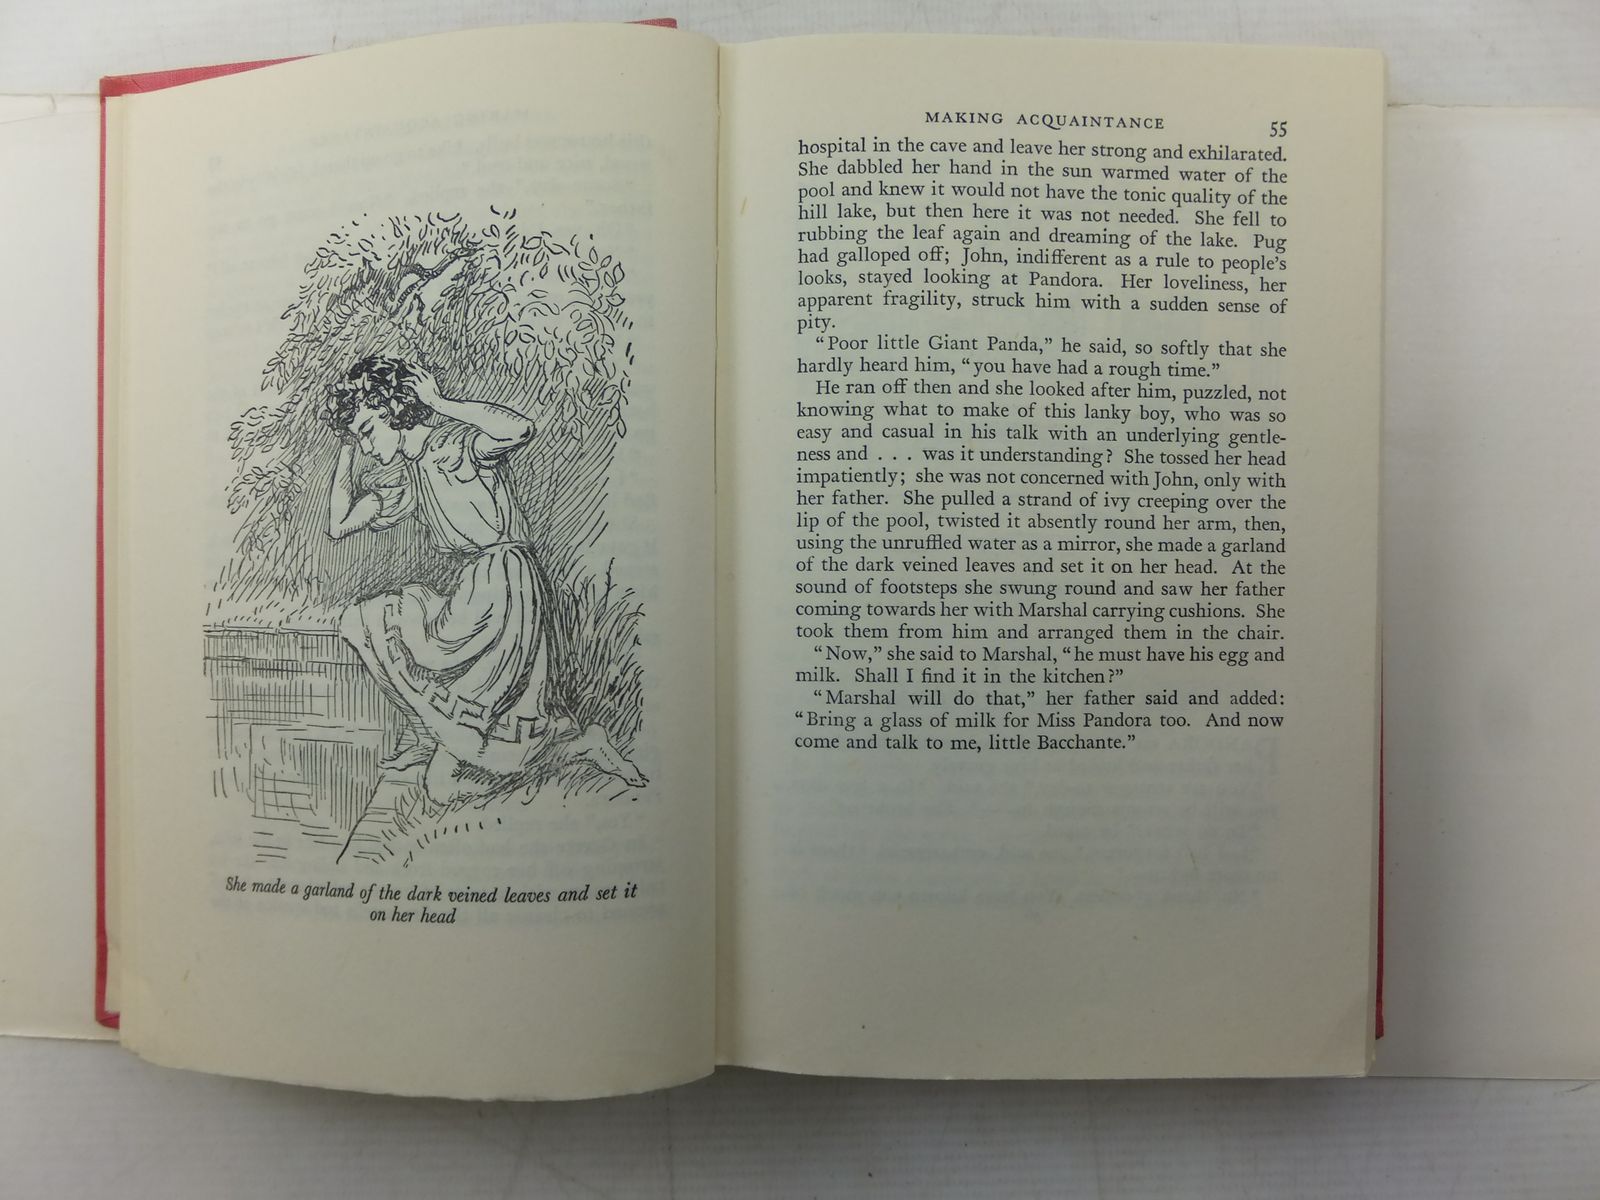 She made a garland of the dark veined leaves and set it
on her head
MAKING ACQUAINTANCE
55
hospital in the cave and leave her strong and exhilarated.
She dabbled her hand in the sun warmed water of the
pool and knew it would not have the tonic quality of the
hill lake, but then here it was not needed. She fell to
rubbing the leaf again and dreaming of the lake. Pug
had galloped off; John, indifferent as a rule to people's
looks, stayed looking at Pandora. Her loveliness, her
apparent fragility, struck him with a sudden sense of
pity.
“Poor little Giant Panda,” he said, so softly that she
hardly heard him, “you have had a rough time.”
He ran off then and she looked after him, puzzled, not
knowing what to make of this lanky boy, who was so
easy and casual in his talk with an underlying gentle-
ness and . . . was it understanding? She tossed her head
impatiently; she was not concerned with John, only with
her father. She pulled a strand of ivy creeping over the
lip of the pool, twisted it absently round her arm, then,
using the unruffled water as a mirror, she made a garland
of the dark veined leaves and set it on her head. At the
sound of footsteps she swung round and saw her father
coming towards her with Marshal carrying cushions. She
took them from him and arranged them in the chair.
“Now,” she said to Marshal, “he must have his egg and
milk. Shall I find it in the kitchen?”
“Marshal will do that,” her father said and added:
“Bring a glass of milk for Miss Pandora too. And now
come and talk to me, little Bacchante.”